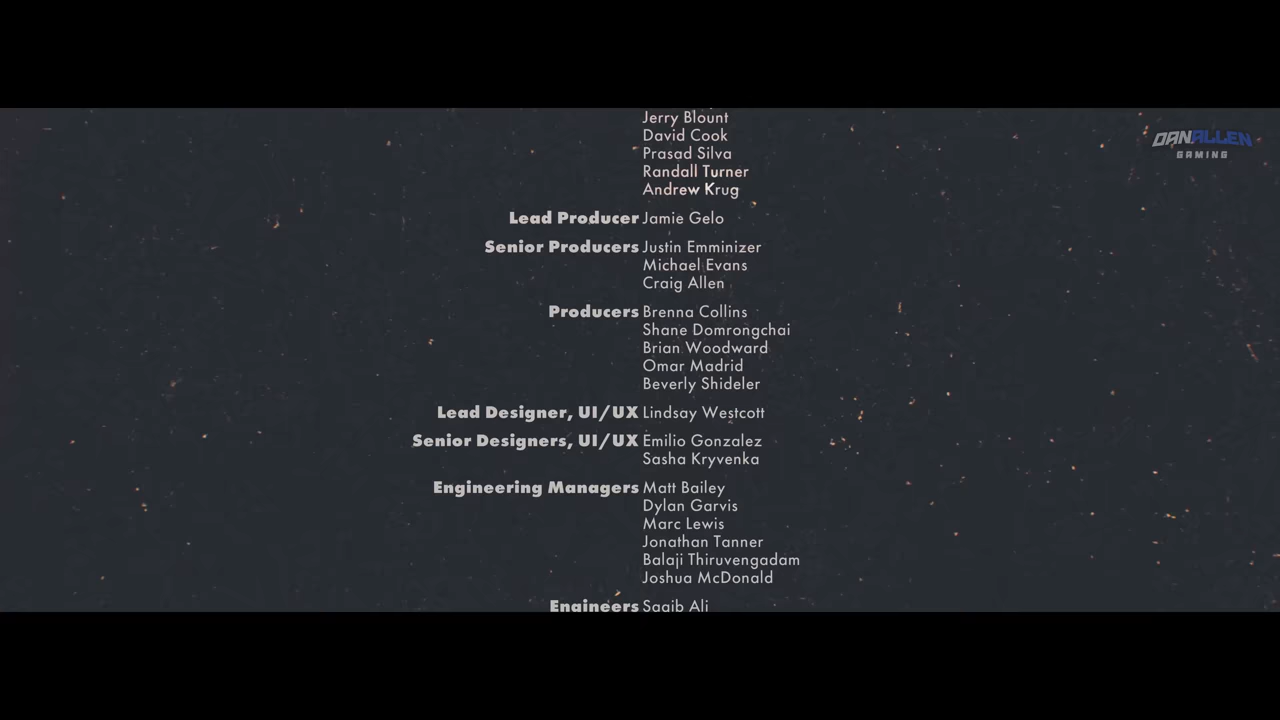 Jerry Blount
David Cook
Prasad Silva
Randall Turner
Andrew Krug
DANALLEN
GAMING
Lead Producer Jamie Gelo
Senior Producers Justin Emminizer
Michael Evans
Craig Allen
Producers Brenna Collins
Shane Domrongchai
Brian Woodward
Omar Madrid
Beverly Shideler
Lead Designer, UI/UX Lindsay Westcott
Senior Designers, UI/UX Emilio Gonzalez
Sasha Kryvenka
Engineering Managers Matt Bailey
Dylan Garvis
Marc Lewis
Jonathan Tanner
Balaji Thiruvengadam
Joshua McDonald
Engineers Saqib Ali